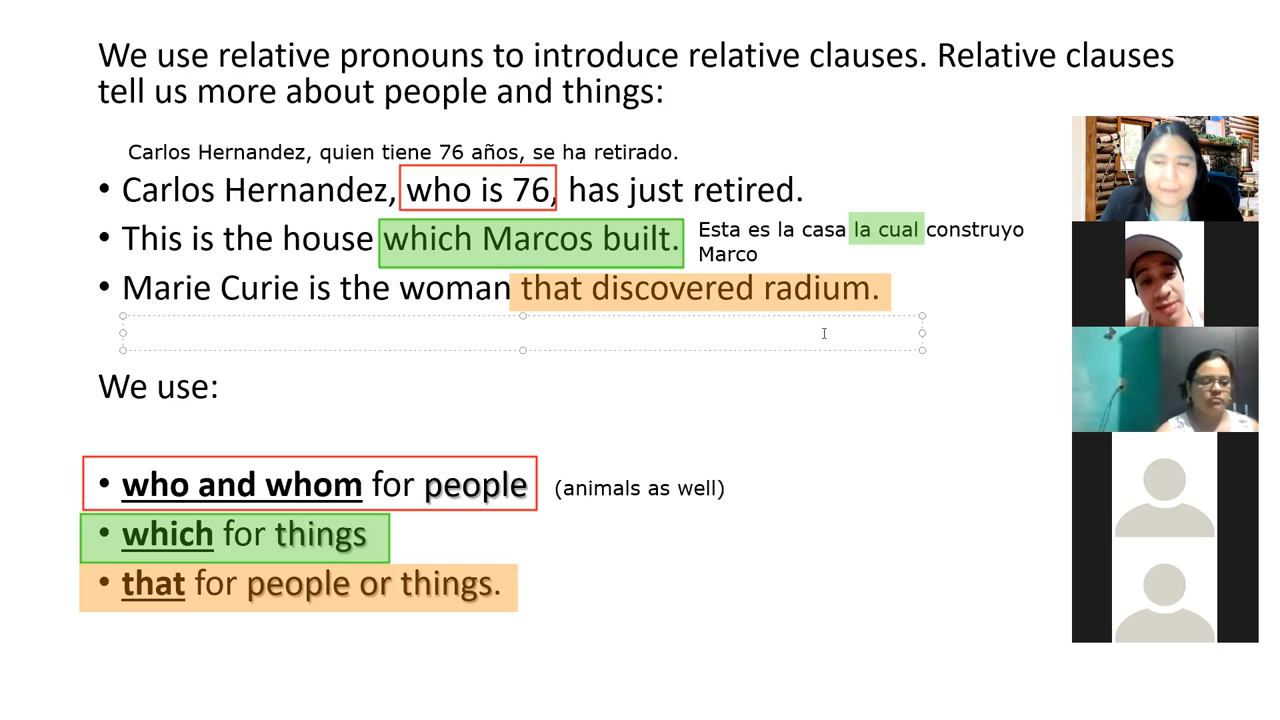 We use relative pronouns to introduce relative clauses. Relative clauses
tell us more about people and things:
Carlos Hernandez, quien tiene 76 años, se ha retirado.
• Carlos Hernandez, who is 76, has just retired.
• This is the house which Marcos built.
Esta es la casa la cual construyo
Marco
• Marie Curie is the woman that discovered radium.
We use:
• who and whom for people
(animals as well)
• which for things
• that for people or things.